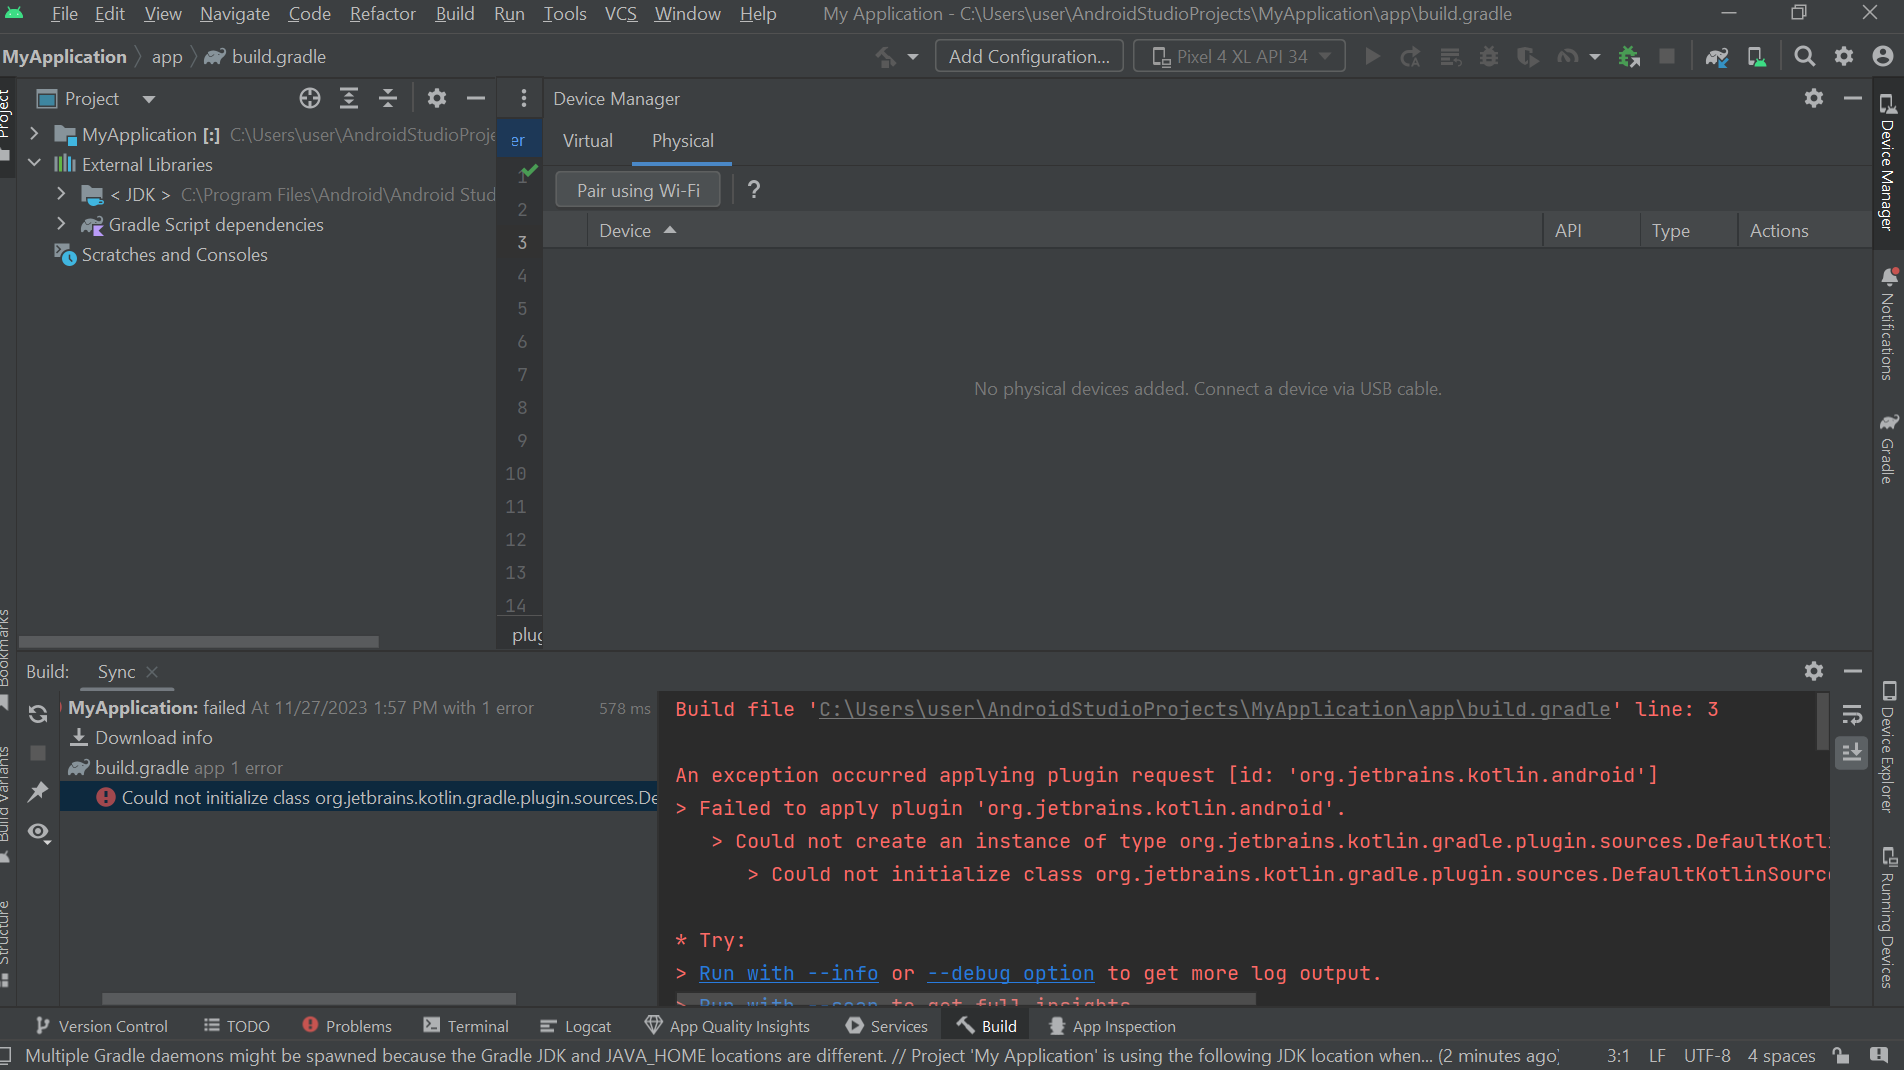 File Edit View Navigate Code Refactor Build Run Tools VCS Window Help My Application - C:\Users\user\AndroidStudioProjects\MyApplication\app\build.gradle
MyApplication app build.gradle Add Configuration... Pixel 4 XL API 34
Project
Project
MyApplication [:] C:\Users\user\AndroidStudioProje
External Libraries
< JDK > C:\Program Files\Android\Android Stud
Gradle Script dependencies
Scratches and Consoles
er
1
2
3
4
5
6
7
8
9
10
11
12
13
14
plug
Device Manager
Virtual Physical
Pair using Wi-Fi ?
Device API Type Actions
No physical devices added. Connect a device via USB cable.
Device Manager
Notifications
Gradle
Device Explorer
Running Devices
Bookmarks
Build Variants
Structure
Build: Sync
MyApplication: failed At 11/27/2023 1:57 PM with 1 error 578 ms
Download info
build.gradle app 1 error
Could not initialize class org.jetbrains.kotlin.gradle.plugin.sources.De
Build file 'C:\Users\user\AndroidStudioProjects\MyApplication\app\build.gradle' line: 3
An exception occurred applying plugin request [id: 'org.jetbrains.kotlin.android']
> Failed to apply plugin 'org.jetbrains.kotlin.android'.
> Could not create an instance of type org.jetbrains.kotlin.gradle.plugin.sources.DefaultKotli
> Could not initialize class org.jetbrains.kotlin.gradle.plugin.sources.DefaultKotlinSourc
* Try:
> Run with --info or --debug option to get more log output.
> Run with --scan to get full insights.
Version Control TODO Problems Terminal Logcat App Quality Insights Services Build App Inspection
Multiple Gradle daemons might be spawned because the Gradle JDK and JAVA_HOME locations are different. // Project 'My Application' is using the following JDK location when... (2 minutes ago) 3:1 LF UTF-8 4 spaces